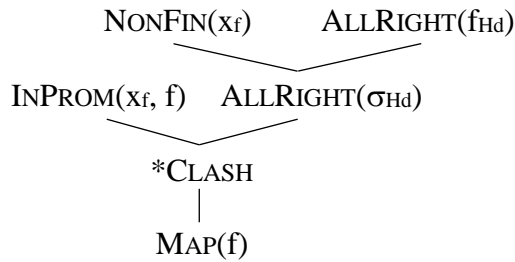 NONFIN(xf) ALLRIGHT(fHd)
INPROM(xf, f) ALLRIGHT(σHd)
*CLASH
MAP(f)